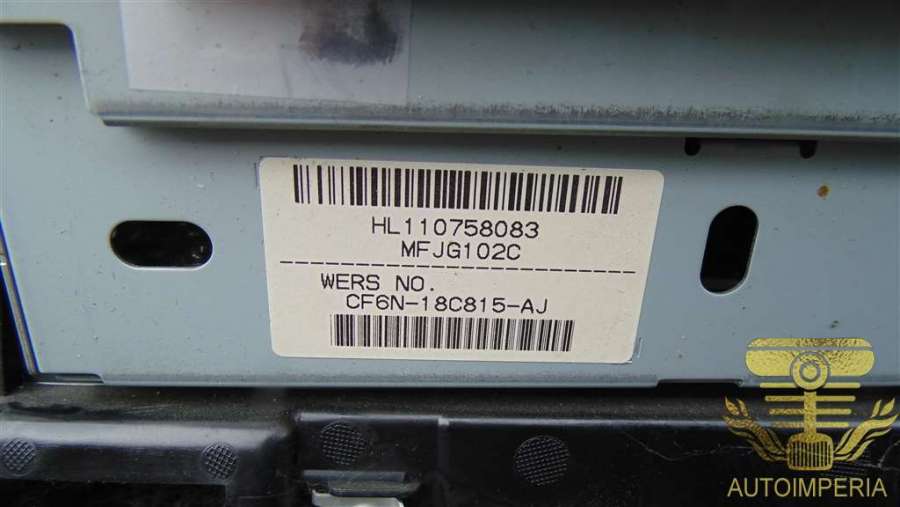 HL110758083
MFJG102C
WERS NO.
CF6N-18C815-AJ
AUTOIMPERIA